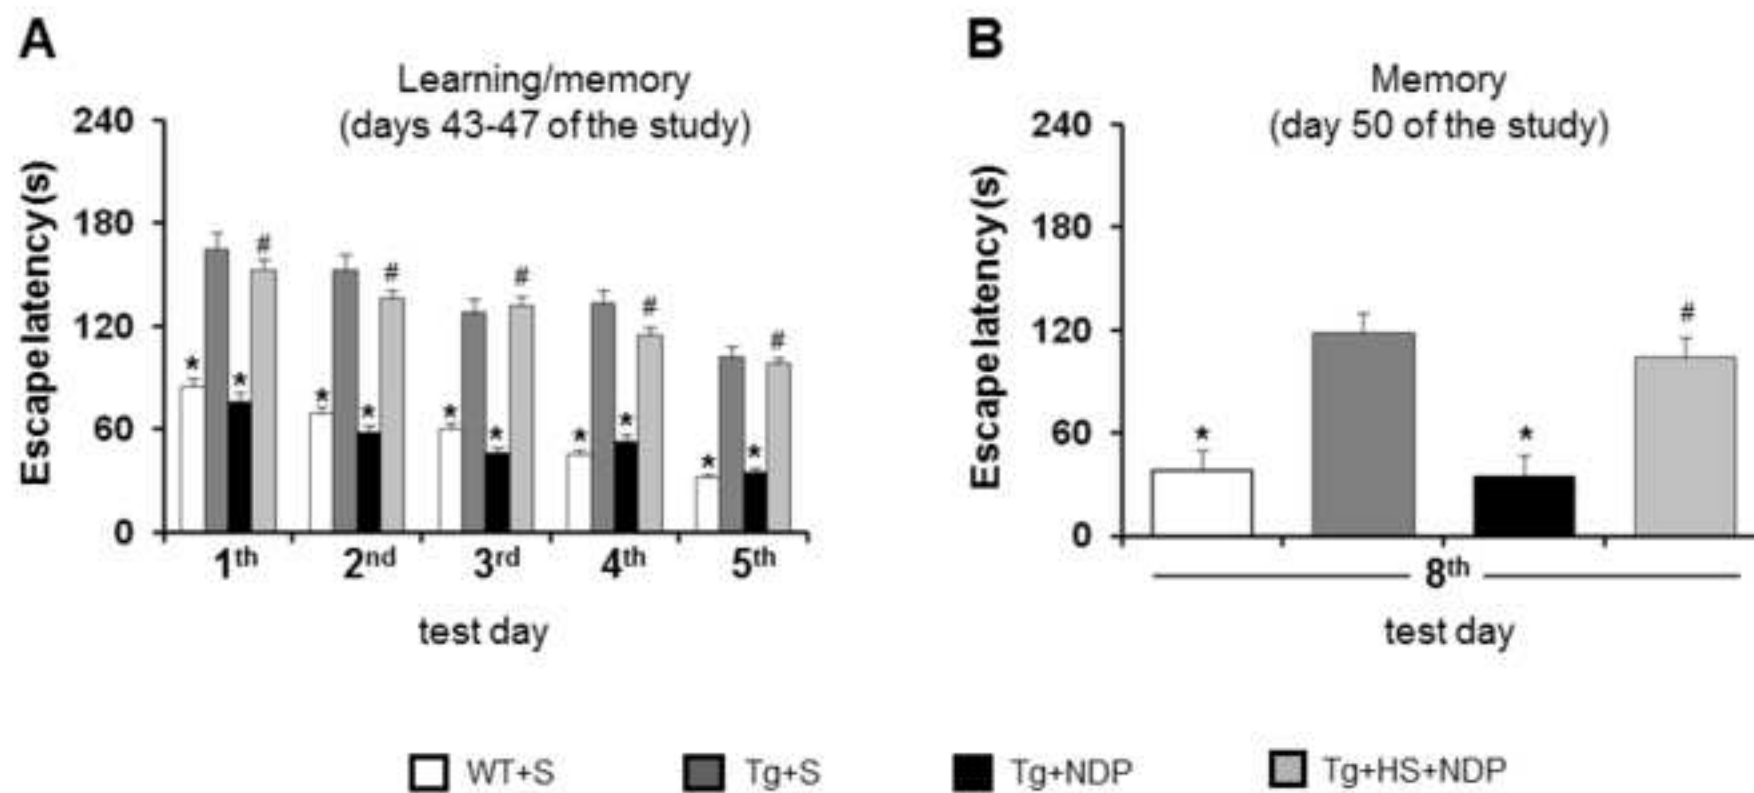 A
Learning/memory
(days 43-47 of the study)
Escape latency (s)
240
180
120
60
0
* * # * * # * * # * * # * * #
1th 2nd 3rd 4th 5th
test day
B
Memory
(day 50 of the study)
Escape latency (s)
240
180
120
60
0
* * #
8th
test day
WT+S Tg+S Tg+NDP Tg+HS+NDP